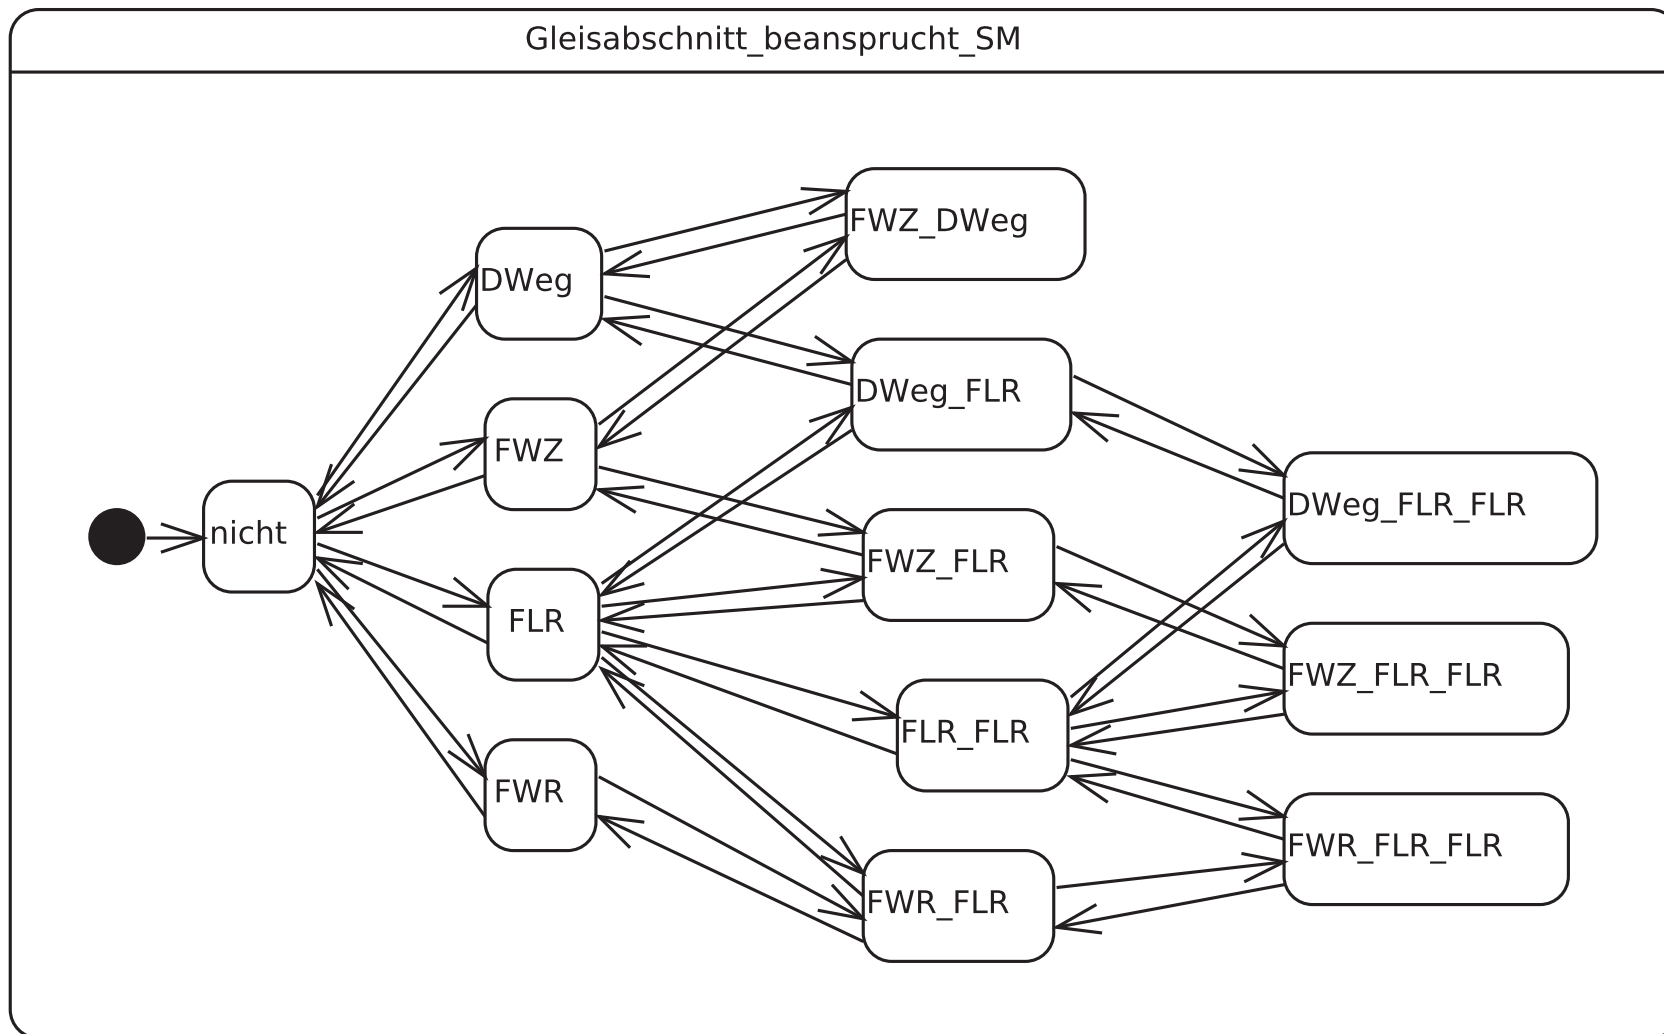 Gleisabschnitt_beansprucht_SM
FWZ_DWeg
DWeg
DWeg_FLR
FWZ
DWeg_FLR_FLR
nicht
FWZ_FLR
FLR
FWZ_FLR_FLR
FLR_FLR
FWR
FWR_FLR_FLR
FWR_FLR